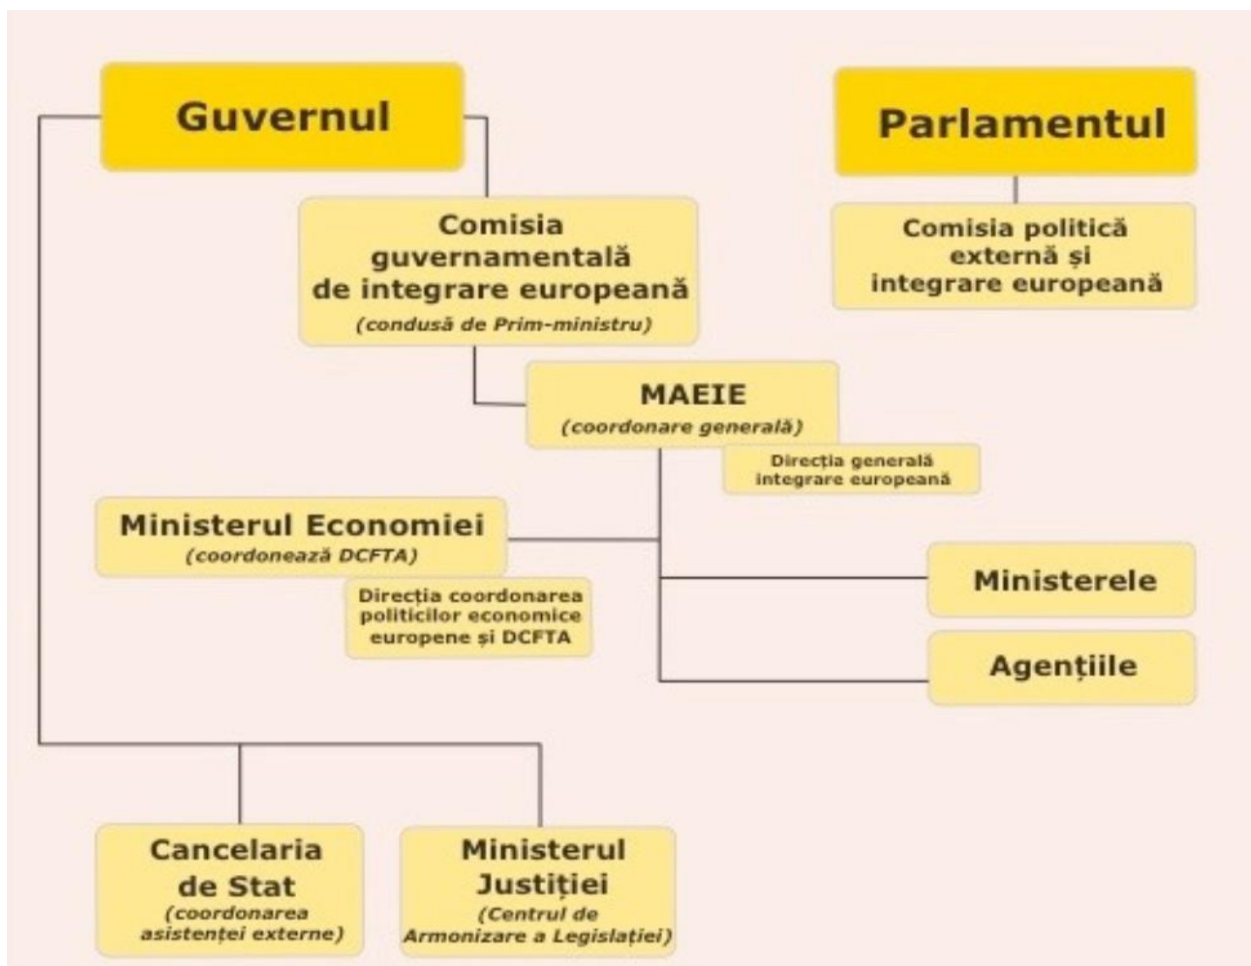 Guvernul
Parlamentul
Comisia
guvernamentală
de integrare europeană
(condusă de Prim-ministru)
Comisia politică
externă și
integrare europeană
MAEIE
(coordonare generală)
Direcția generală
integrare europeană
Ministerul Economiei
(coordonează DCFTA)
Direcția coordonarea
politicilor economice
europene și DCFTA
Ministerele
Agențiile
Cancelaria
de Stat
(coordonarea
asistenței externe)
Ministerul
Justiției
(Centrul de
Armonizare a Legislației)